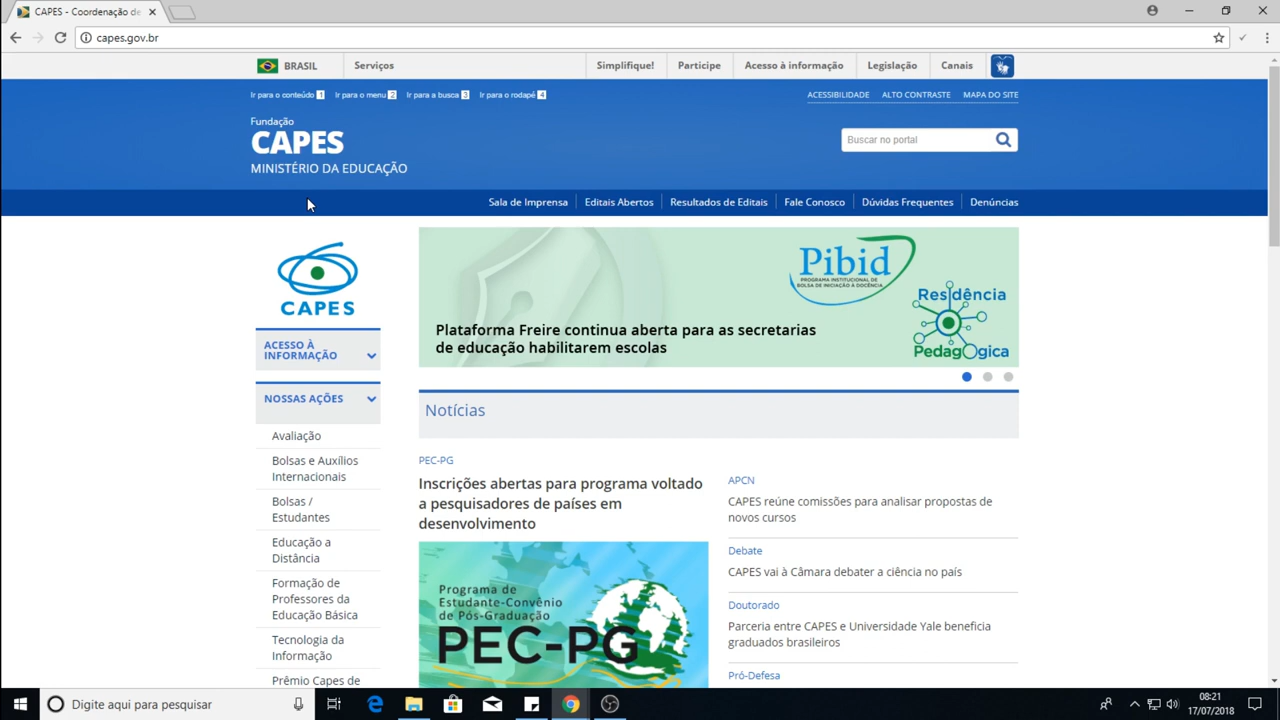 CAPES - Coordenação de
capes.gov.br
BRASIL Serviços Simplifique! Participe Acesso à informação Legislação Canais
Ir para o conteúdo 1 Ir para o menu 2 Ir para a busca 3 Ir para o rodapé 4
ACESSIBILIDADE ALTO CONTRASTE MAPA DO SITE
Fundação
CAPES
MINISTÉRIO DA EDUCAÇÃO
Buscar no portal
Sala de Imprensa Editais Abertos Resultados de Editais Fale Conosco Dúvidas Frequentes Denúncias
CAPES
ACESSO À
INFORMAÇÃO
NOSSAS AÇÕES
Avaliação
Bolsas e Auxílios
Internacionais
Bolsas /
Estudantes
Educação a
Distância
Formação de
Professores da
Educação Básica
Tecnologia da
Informação
Prêmio Capes de
Pibid
PROGRAMA INSTITUCIONAL DE
BOLSA DE INICIAÇÃO À DOCÊNCIA
Residência
PedagÓgica
Plataforma Freire continua aberta para as secretarias
de educação habilitarem escolas
Notícias
PEC-PG
Inscrições abertas para programa voltado
a pesquisadores de países em
desenvolvimento
Programa de
Estudante-Convênio
de Pós-Graduação
PEC-PG
APCN
CAPES reúne comissões para analisar propostas de
novos cursos
Debate
CAPES vai à Câmara debater a ciência no país
Doutorado
Parceria entre CAPES e Universidade Yale beneficia
graduados brasileiros
Pró-Defesa
Digite aqui para pesquisar
08:21
17/07/2018